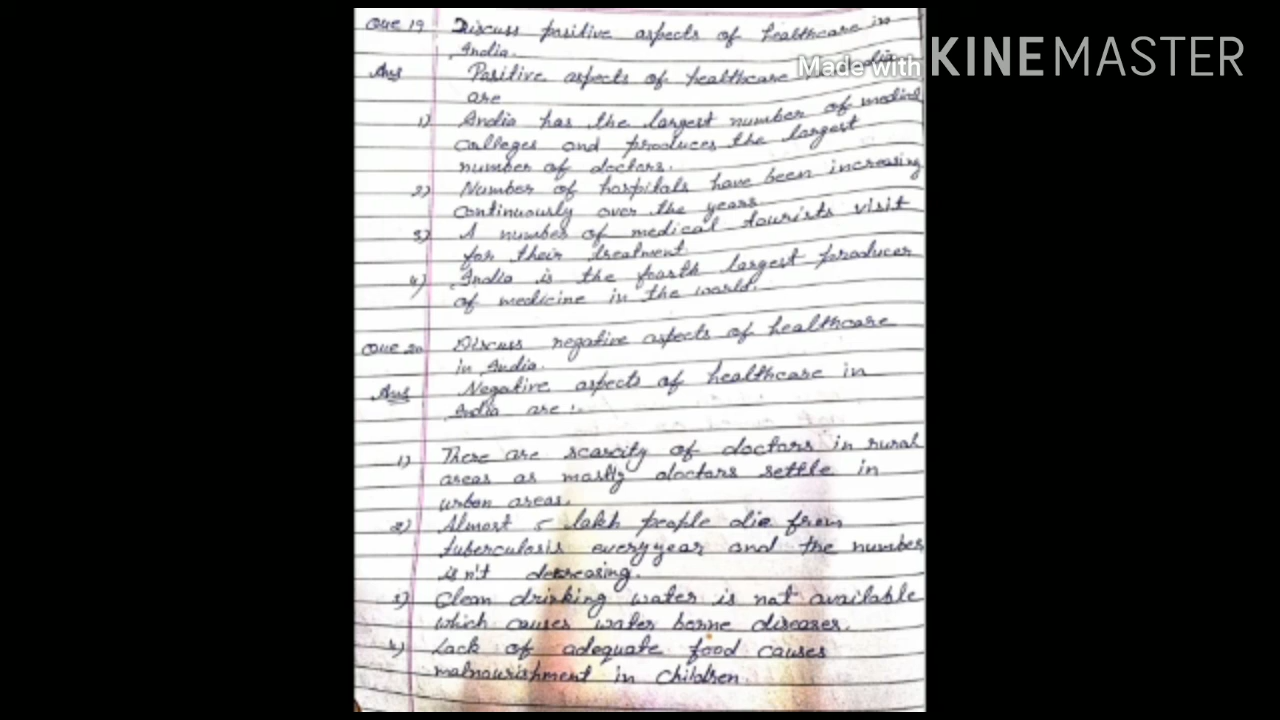 Que 19 Discuss positive aspects of healthcare in
India.
Made with KINEMASTER
Ans Positive aspects of healthcare
are
1) India has the largest number of medical
colleges and produces the largest
number of doctors.
2) Number of hospitals have been increasing
continuously over the years
3) A number of medical tourists visit
for their treatment
4) India is the fourth largest producer
of medicine in the world.
Que 20 Discuss negative aspects of healthcare
in India.
Ans Negative aspects of healthcare in
India are :-
1) There are scarcity of doctors in rural
areas as mostly doctors settle in
urban areas.
2) Almost 5 lakh people die from
tuberculosis everyyear and the number
isn't decreasing.
3) Clean drinking water is not available
which causes water borne diseases.
4) Lack of adequate food causes
malnourishment in children.